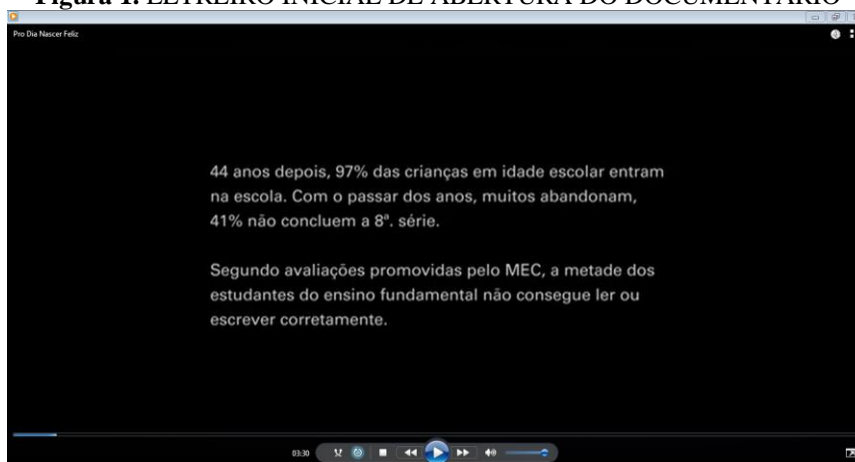 Figura 1. LETREIRO INICIAL DE ABERTURA DO DOCUMENTÁRIO
Pro Dia Nascer Feliz
44 anos depois, 97% das crianças em idade escolar entram
na escola. Com o passar dos anos, muitos abandonam,
41% não concluem a 8ª. série.
Segundo avaliações promovidas pelo MEC, a metade dos
estudantes do ensino fundamental não consegue ler ou
escrever corretamente.
03:30